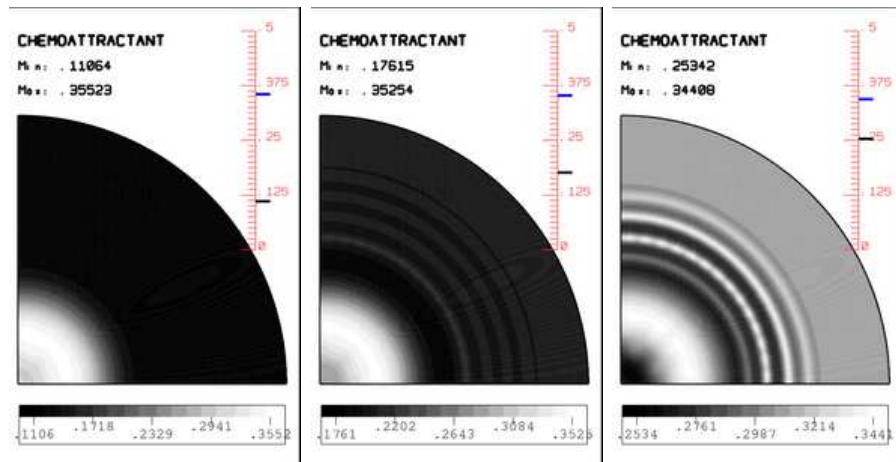 CHEMOATTRACTANT
Min: .11064
Max: .35523
.5
.375
.25
.125
.0
.1106 .1718 .2329 .2941 .3552
CHEMOATTRACTANT
Min: .17615
Max: .35254
.5
.375
.25
.125
.0
.1761 .2202 .2643 .3084 .3525
CHEMOATTRACTANT
Min: .25342
Max: .34408
.5
.375
.25
.125
.0
.2534 .2761 .2987 .3214 .3441